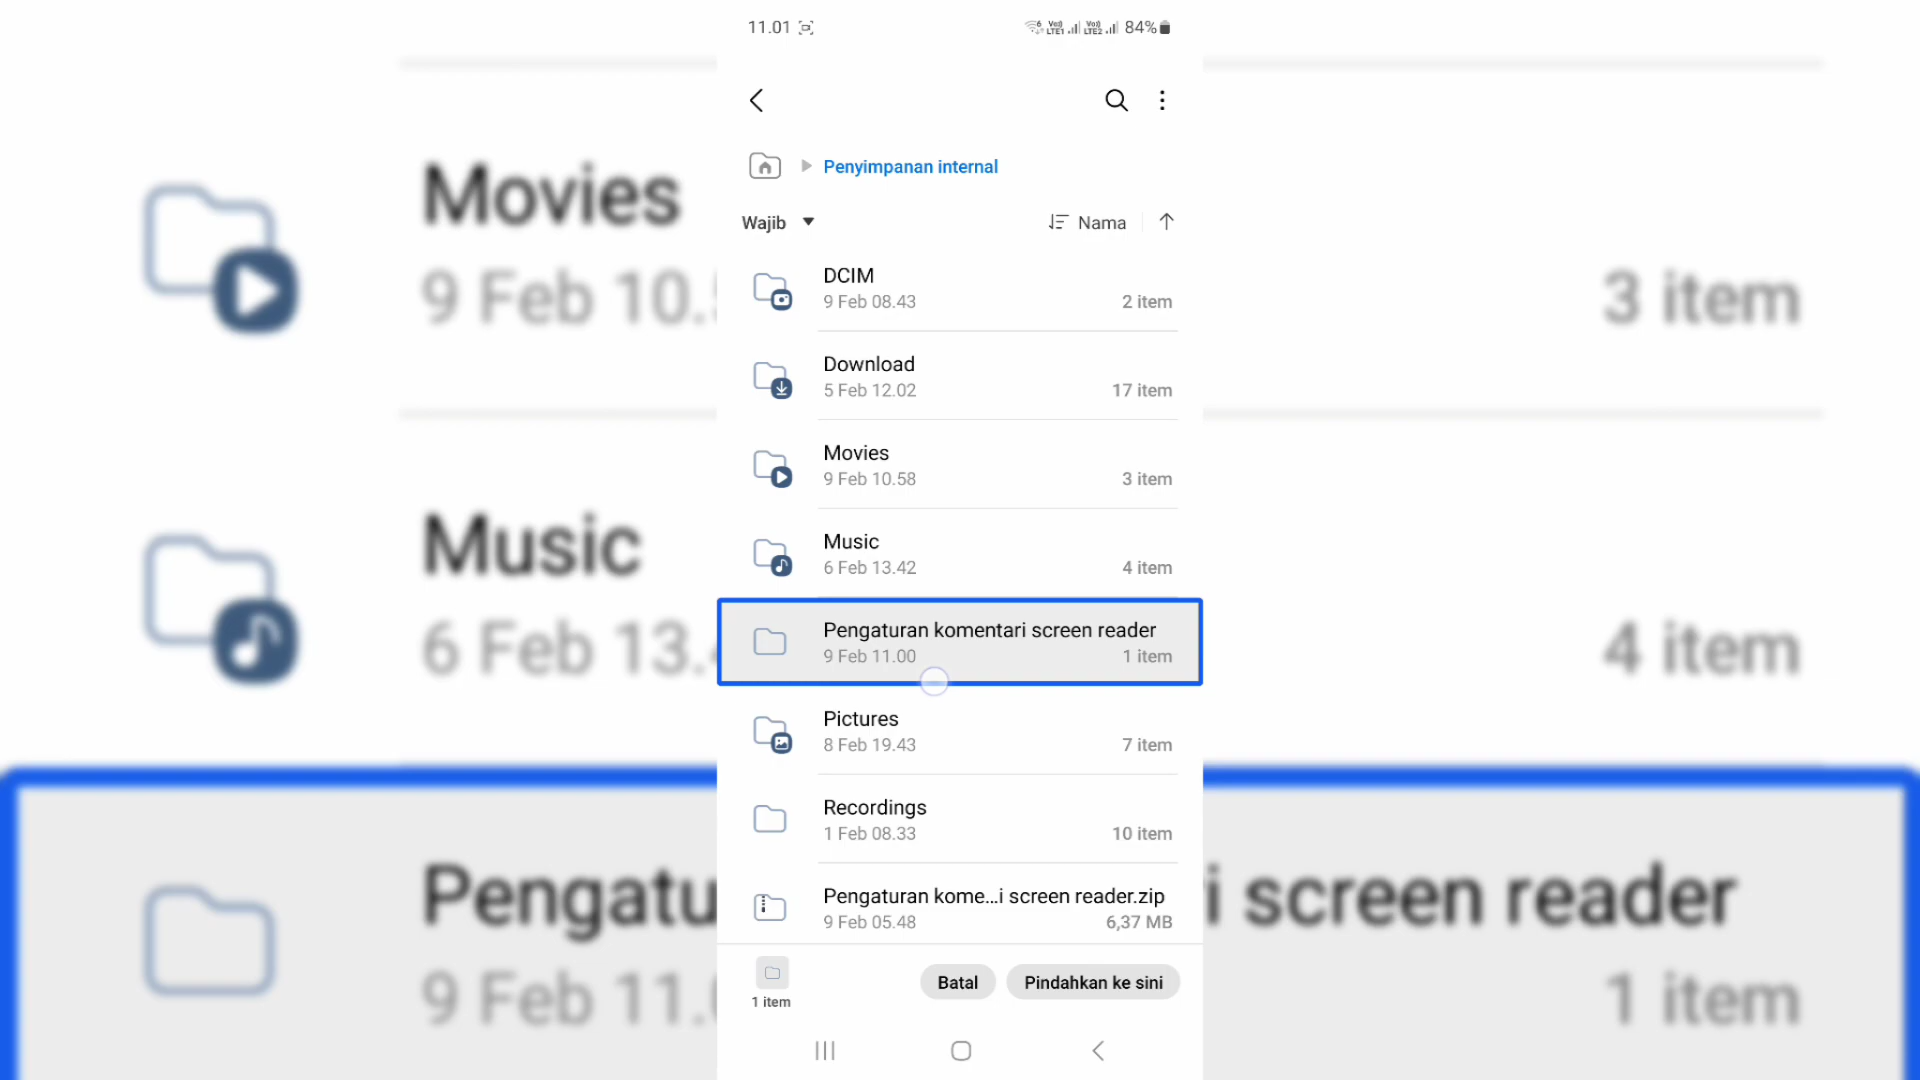 11.01
Voo) LTE1 Voo) LTE2 84%
Penyimpanan internal
Wajib
Nama
DCIM
9 Feb 08.43
2 item
Download
5 Feb 12.02
17 item
Movies
9 Feb 10.58
3 item
Music
6 Feb 13.42
4 item
Pengaturan komentari screen reader
9 Feb 11.00
1 item
Pictures
8 Feb 19.43
7 item
Recordings
1 Feb 08.33
10 item
Pengaturan kome...i screen reader.zip
9 Feb 05.48
6,37 MB
1 item
Batal
Pindahkan ke sini
Movies
9 Feb 10.
3 item
Music
6 Feb 13.
4 item
Pengatu
i screen reader
9 Feb 11.
1 item